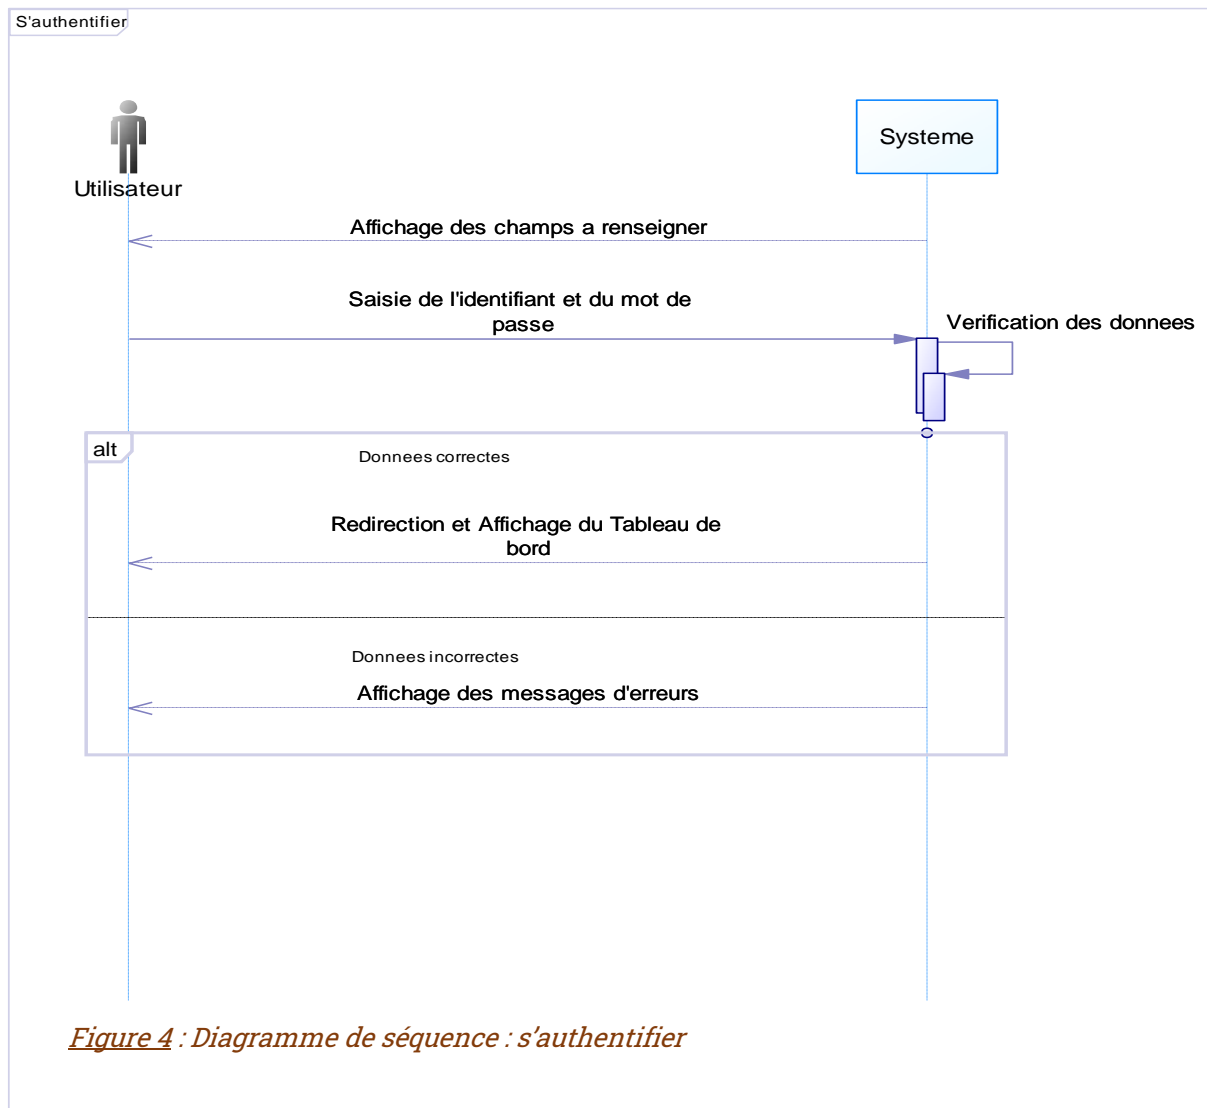 S'authentifier
Systeme
Utilisateur
Affichage des champs a renseigner
Saisie de l'identifiant et du mot de
passe
Verification des donnees
alt
Donnees correctes
Redirection et Affichage du Tableau de
bord
Donnees incorrectes
Affichage des messages d'erreurs
Figure 4 : Diagramme de séquence : s’authentifier